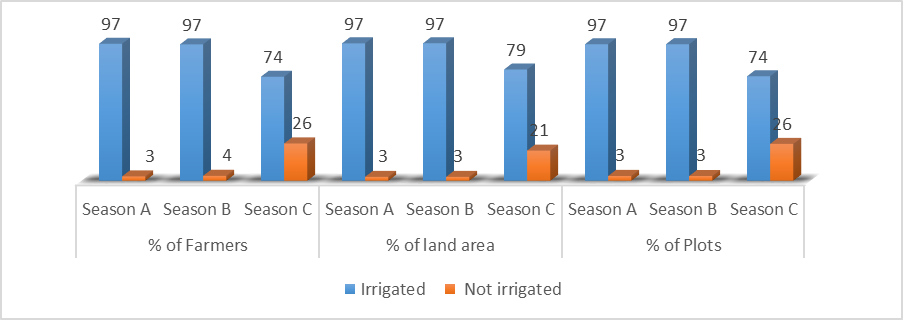 97 97 97 97 97 97
79
74 74
26 26
21
3 4 3 3 3 3
Season A Season B Season C Season A Season B Season C Season A Season B Season C
% of Farmers % of land area % of Plots
Irrigated Not irrigated